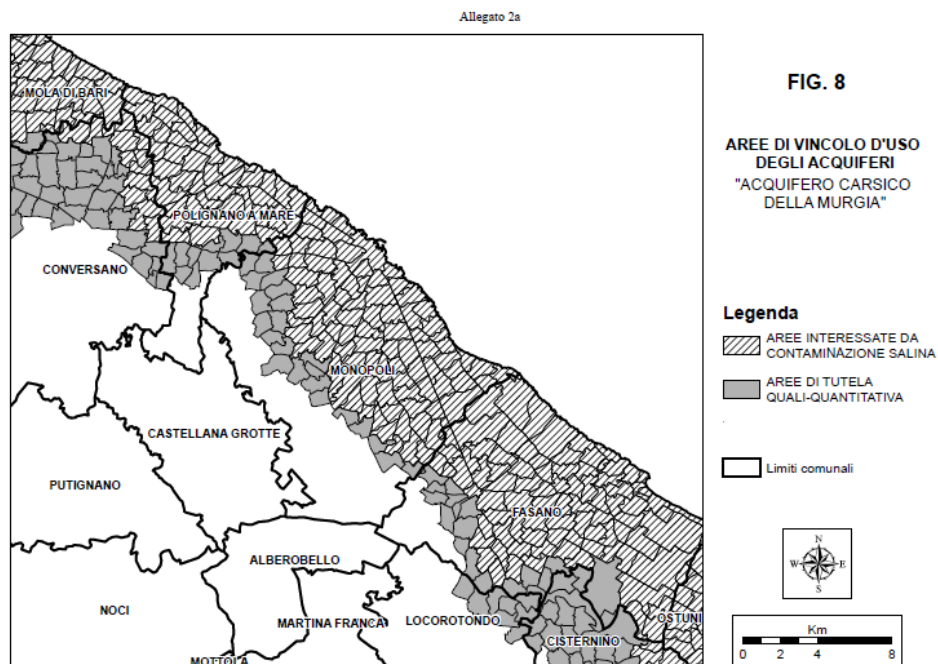 Allegato 2a
FIG. 8
AREE DI VINCOLO D'USO
DEGLI ACQUIFERI
"ACQUIFERO CARSICO
DELLA MURGIA"
MOLA DI BARI
POLIGNANO A MARE
CONVERSANO
MONOPOLI
CASTELLANA GROTTE
PUTIGNANO
FASANO
ALBEROBELLO
NOCI
MARTINA FRANCA
LOCOROTONDO
OSTUNI
CISTERNINO
MOTTOLA
Legenda
AREE INTERESSATE DA
CONTAMINAZIONE SALINA
AREE DI TUTELA
QUALI-QUANTITATIVA
Limiti comunali
N
W E
S
Km
0 2 4 8